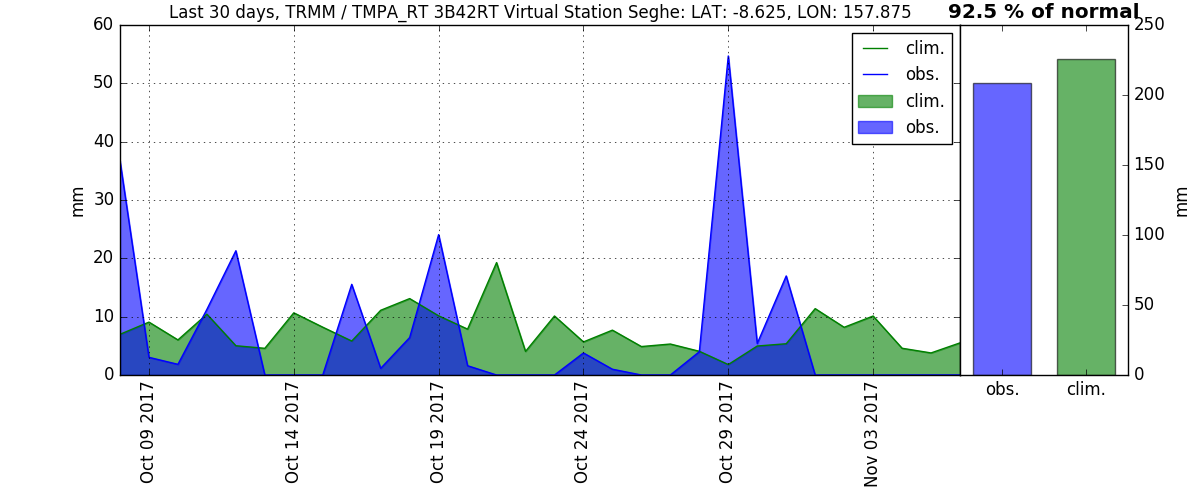 Last 30 days, TRMM / TMPA_RT 3B42RT Virtual Station Seghe: LAT: -8.625, LON: 157.875
92.5 % of normal
60
50
40
30
20
10
0
mm
clim.
obs.
clim.
obs.
Oct 09 2017
Oct 14 2017
Oct 19 2017
Oct 24 2017
Oct 29 2017
Nov 03 2017
250
200
150
100
50
0
mm
obs.
clim.